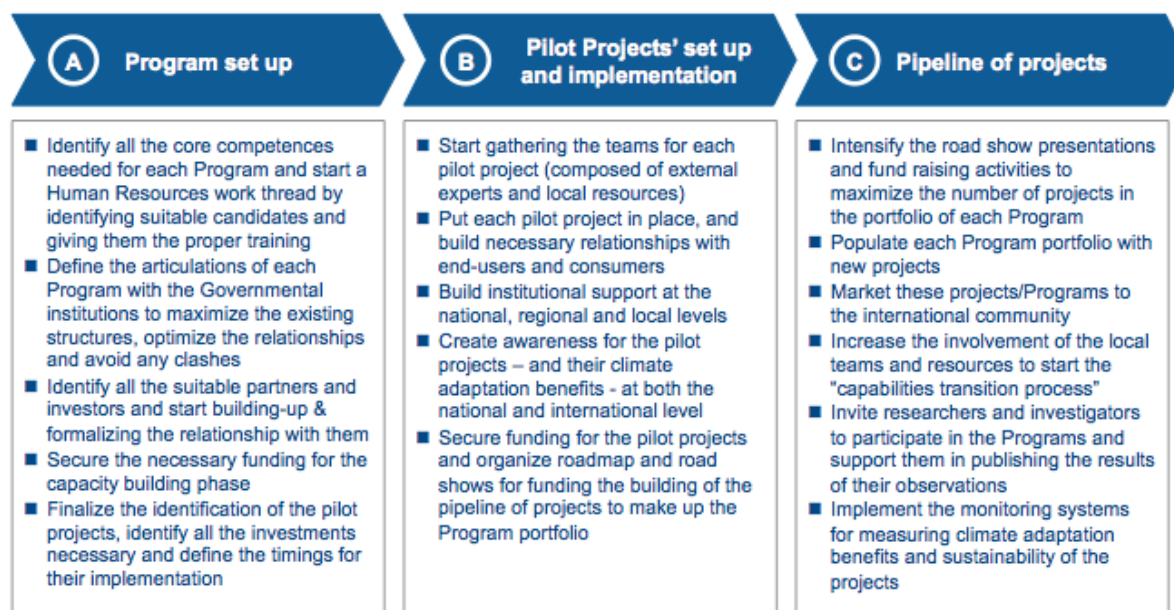 A Program set up
B Pilot Projects' set up
and implementation
C Pipeline of projects
■ Identify all the core competences
needed for each Program and start a
Human Resources work thread by
identifying suitable candidates and
giving them the proper training
■ Define the articulations of each
Program with the Governmental
institutions to maximize the existing
structures, optimize the relationships
and avoid any clashes
■ Identify all the suitable partners and
investors and start building-up &
formalizing the relationship with them
■ Secure the necessary funding for the
capacity building phase
■ Finalize the identification of the pilot
projects, identify all the investments
necessary and define the timings for
their implementation
■ Start gathering the teams for each
pilot project (composed of external
experts and local resources)
■ Put each pilot project in place, and
build necessary relationships with
end-users and consumers
■ Build institutional support at the
national, regional and local levels
■ Create awareness for the pilot
projects – and their climate
adaptation benefits - at both the
national and international level
■ Secure funding for the pilot projects
and organize roadmap and road
shows for funding the building of the
pipeline of projects to make up the
Program portfolio
■ Intensify the road show presentations
and fund raising activities to
maximize the number of projects in
the portfolio of each Program
■ Populate each Program portfolio with
new projects
■ Market these projects/Programs to
the international community
■ Increase the involvement of the local
teams and resources to start the
"capabilities transition process"
■ Invite researchers and investigators
to participate in the Programs and
support them in publishing the results
of their observations
■ Implement the monitoring systems
for measuring climate adaptation
benefits and sustainability of the
projects